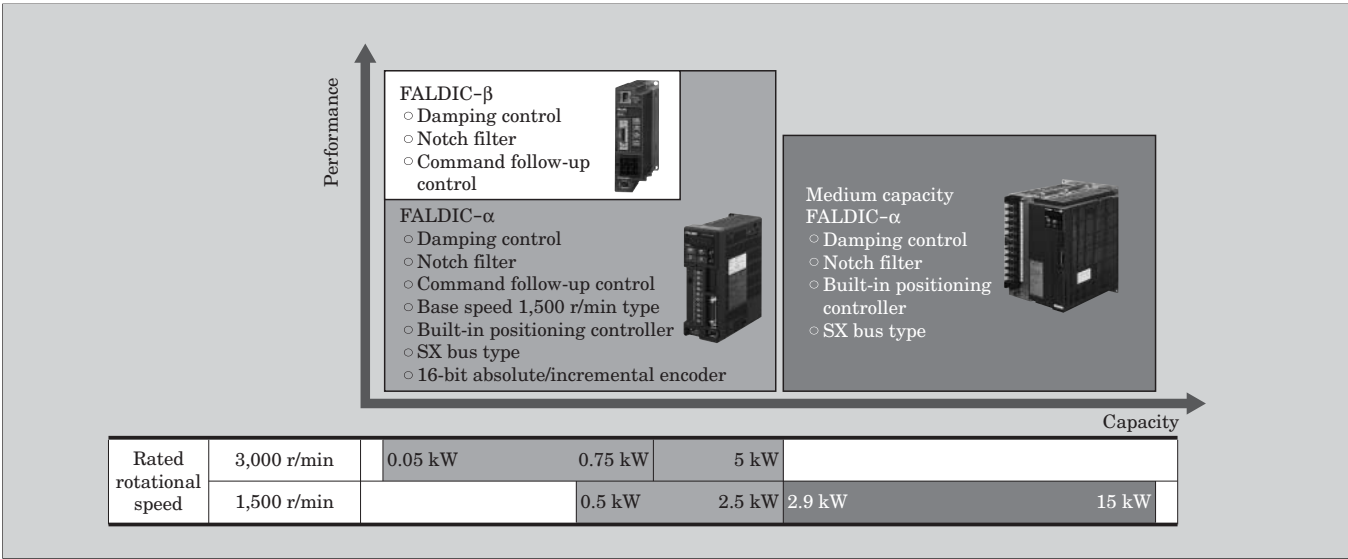 Performance
FALDIC-β
○ Damping control
○ Notch filter
○ Command follow-up
control
FALDIC-α
○ Damping control
○ Notch filter
○ Command follow-up control
○ Base speed 1,500 r/min type
○ Built-in positioning controller
○ SX bus type
○ 16-bit absolute/incremental encoder
Medium capacity
FALDIC-α
○ Damping control
○ Notch filter
○ Built-in positioning
controller
○ SX bus type
Capacity
Rated
rotational
speed
3,000 r/min
0.05 kW
0.75 kW
5 kW
1,500 r/min
0.5 kW
2.5 kW
2.9 kW
15 kW